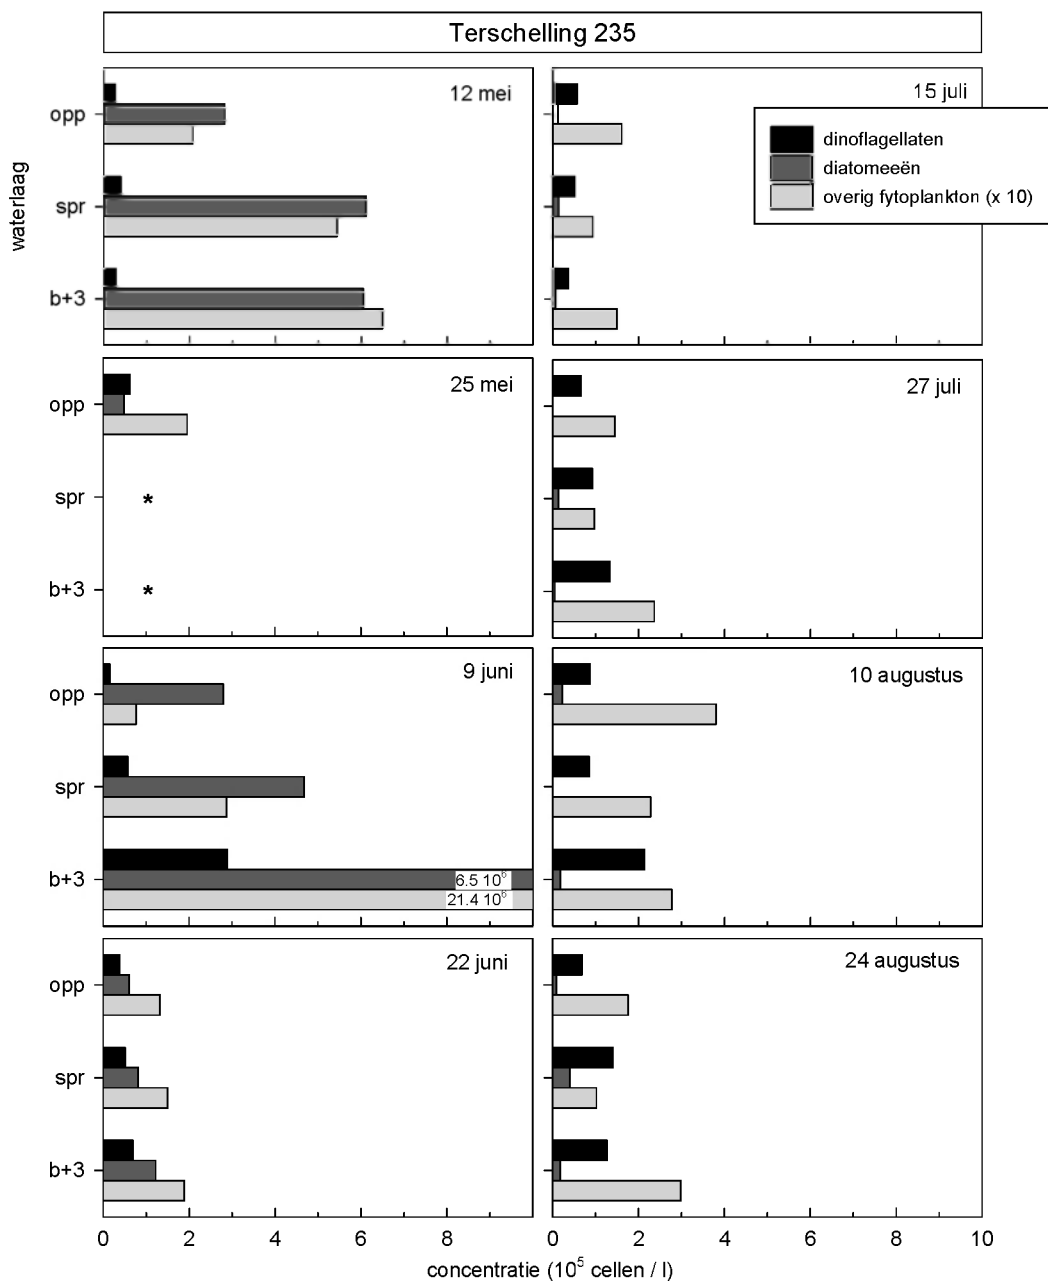 Terschelling 235
12 mei
15 juli
opp
spr
b+3
waterlaag
dinoflagellaten
diatomeeën
overig fytoplankton (x 10)
25 mei
27 juli
opp
spr *
b+3 *
9 juni
10 augustus
opp
spr
b+3
6.5 10⁶
21.4 10⁶
22 juni
24 augustus
opp
spr
b+3
0 2 4 6 8 0 2 4 6 8 10
concentratie (10⁵ cellen / l)